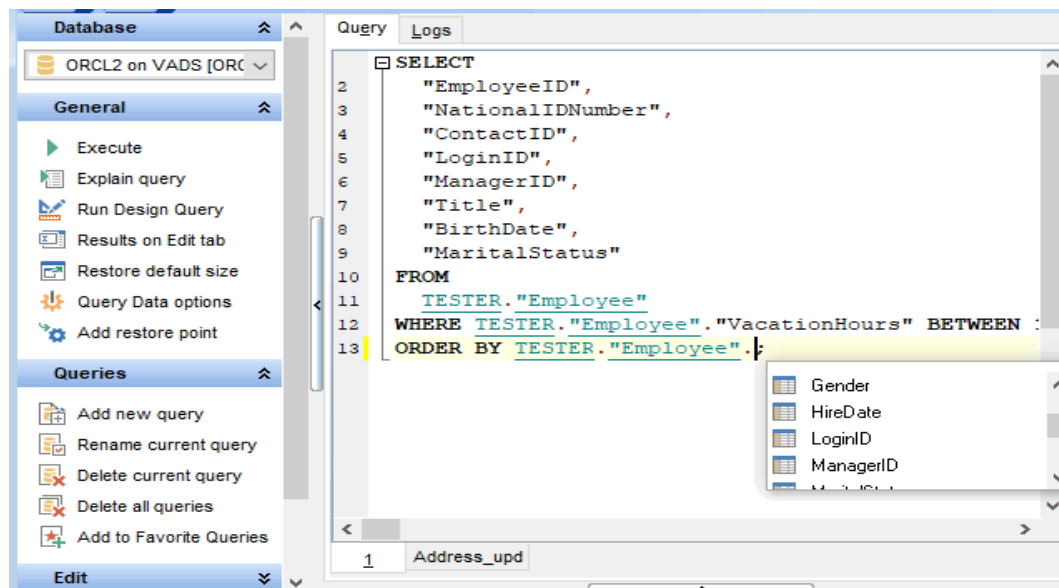 Database
ORCL2 on VADS [ORC
General
Execute
Explain query
Run Design Query
Results on Edit tab
Restore default size
Query Data options
Add restore point
Queries
Add new query
Rename current query
Delete current query
Delete all queries
Add to Favorite Queries
Edit
Query Logs
SELECT
2 "EmployeeID",
3 "NationalIDNumber",
4 "ContactID",
5 "LoginID",
6 "ManagerID",
7 "Title",
8 "BirthDate",
9 "MaritalStatus"
10 FROM
11 TESTER."Employee"
12 WHERE TESTER."Employee"."VacationHours" BETWEEN
13 ORDER BY TESTER."Employee".;
Gender
HireDate
LoginID
ManagerID
1 Address_upd